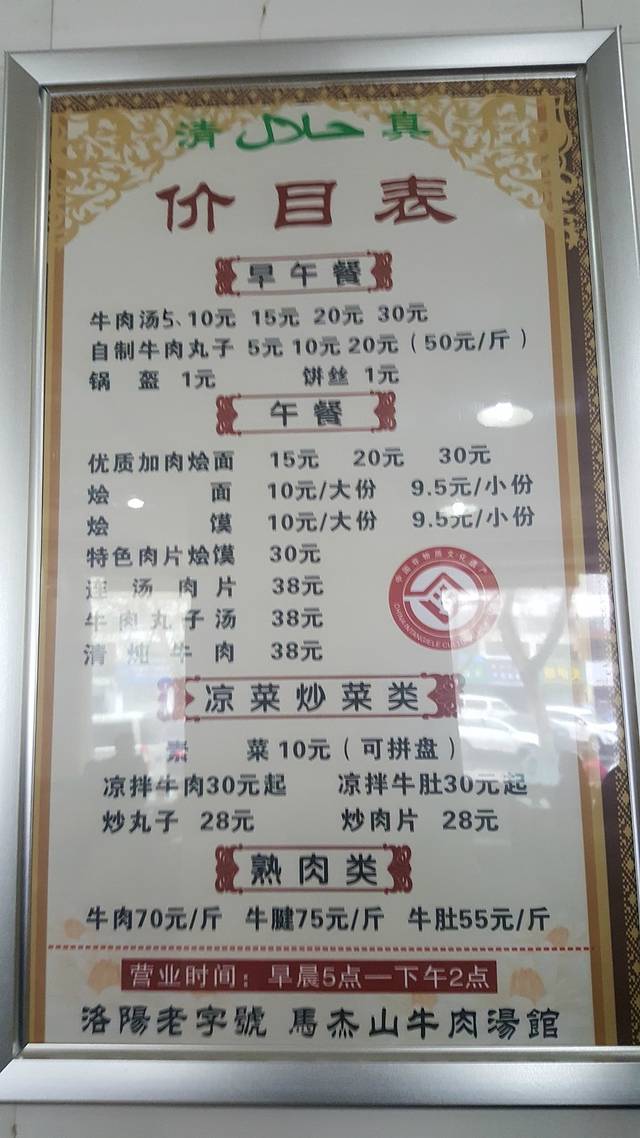 清 حلال 真
价目表
早午餐
牛肉汤5、10元 15元 20元 30元
自制牛肉丸子 5元 10元 20元（50元/斤）
锅盔 1元 饼丝 1元
午餐
优质加肉烩面 15元 20元 30元
烩面 10元/大份 9.5元/小份
烩馍 10元/大份 9.5元/小份
特色肉片烩馍 30元
连汤肉片 38元
牛肉丸子汤 38元
清炖牛肉 38元
中国非物质文化遗产
凉菜炒菜类
素菜10元（可拼盘）
凉拌牛肉30元起 凉拌牛肚30元起
炒丸子 28元 炒肉片 28元
熟肉类
牛肉70元/斤 牛腱75元/斤 牛肚55元/斤
营业时间：早晨5点—下午2点
洛陽老字號 馬杰山牛肉湯館